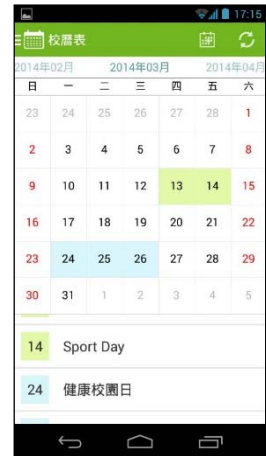 17:15
校曆表
2014年02月 2014年03月 2014年04月
日 一 二 三 四 五 六
23 24 25 26 27 28 1
2 3 4 5 6 7 8
9 10 11 12 13 14 15
16 17 18 19 20 21 22
23 24 25 26 27 28 29
30 31 1 2 3 4 5
14 Sport Day
24 健康校園日